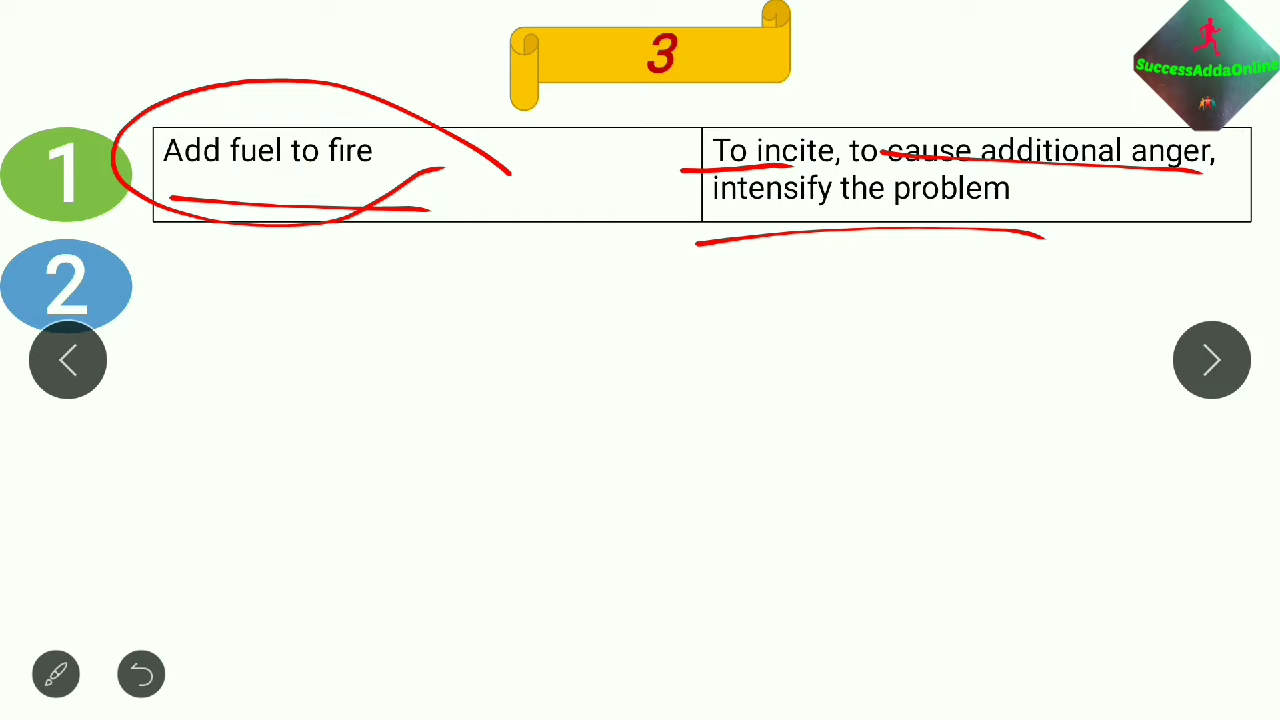 3
SuccessAddaOnline
1
Add fuel to fire
To incite, to cause additional anger,
intensify the problem
2